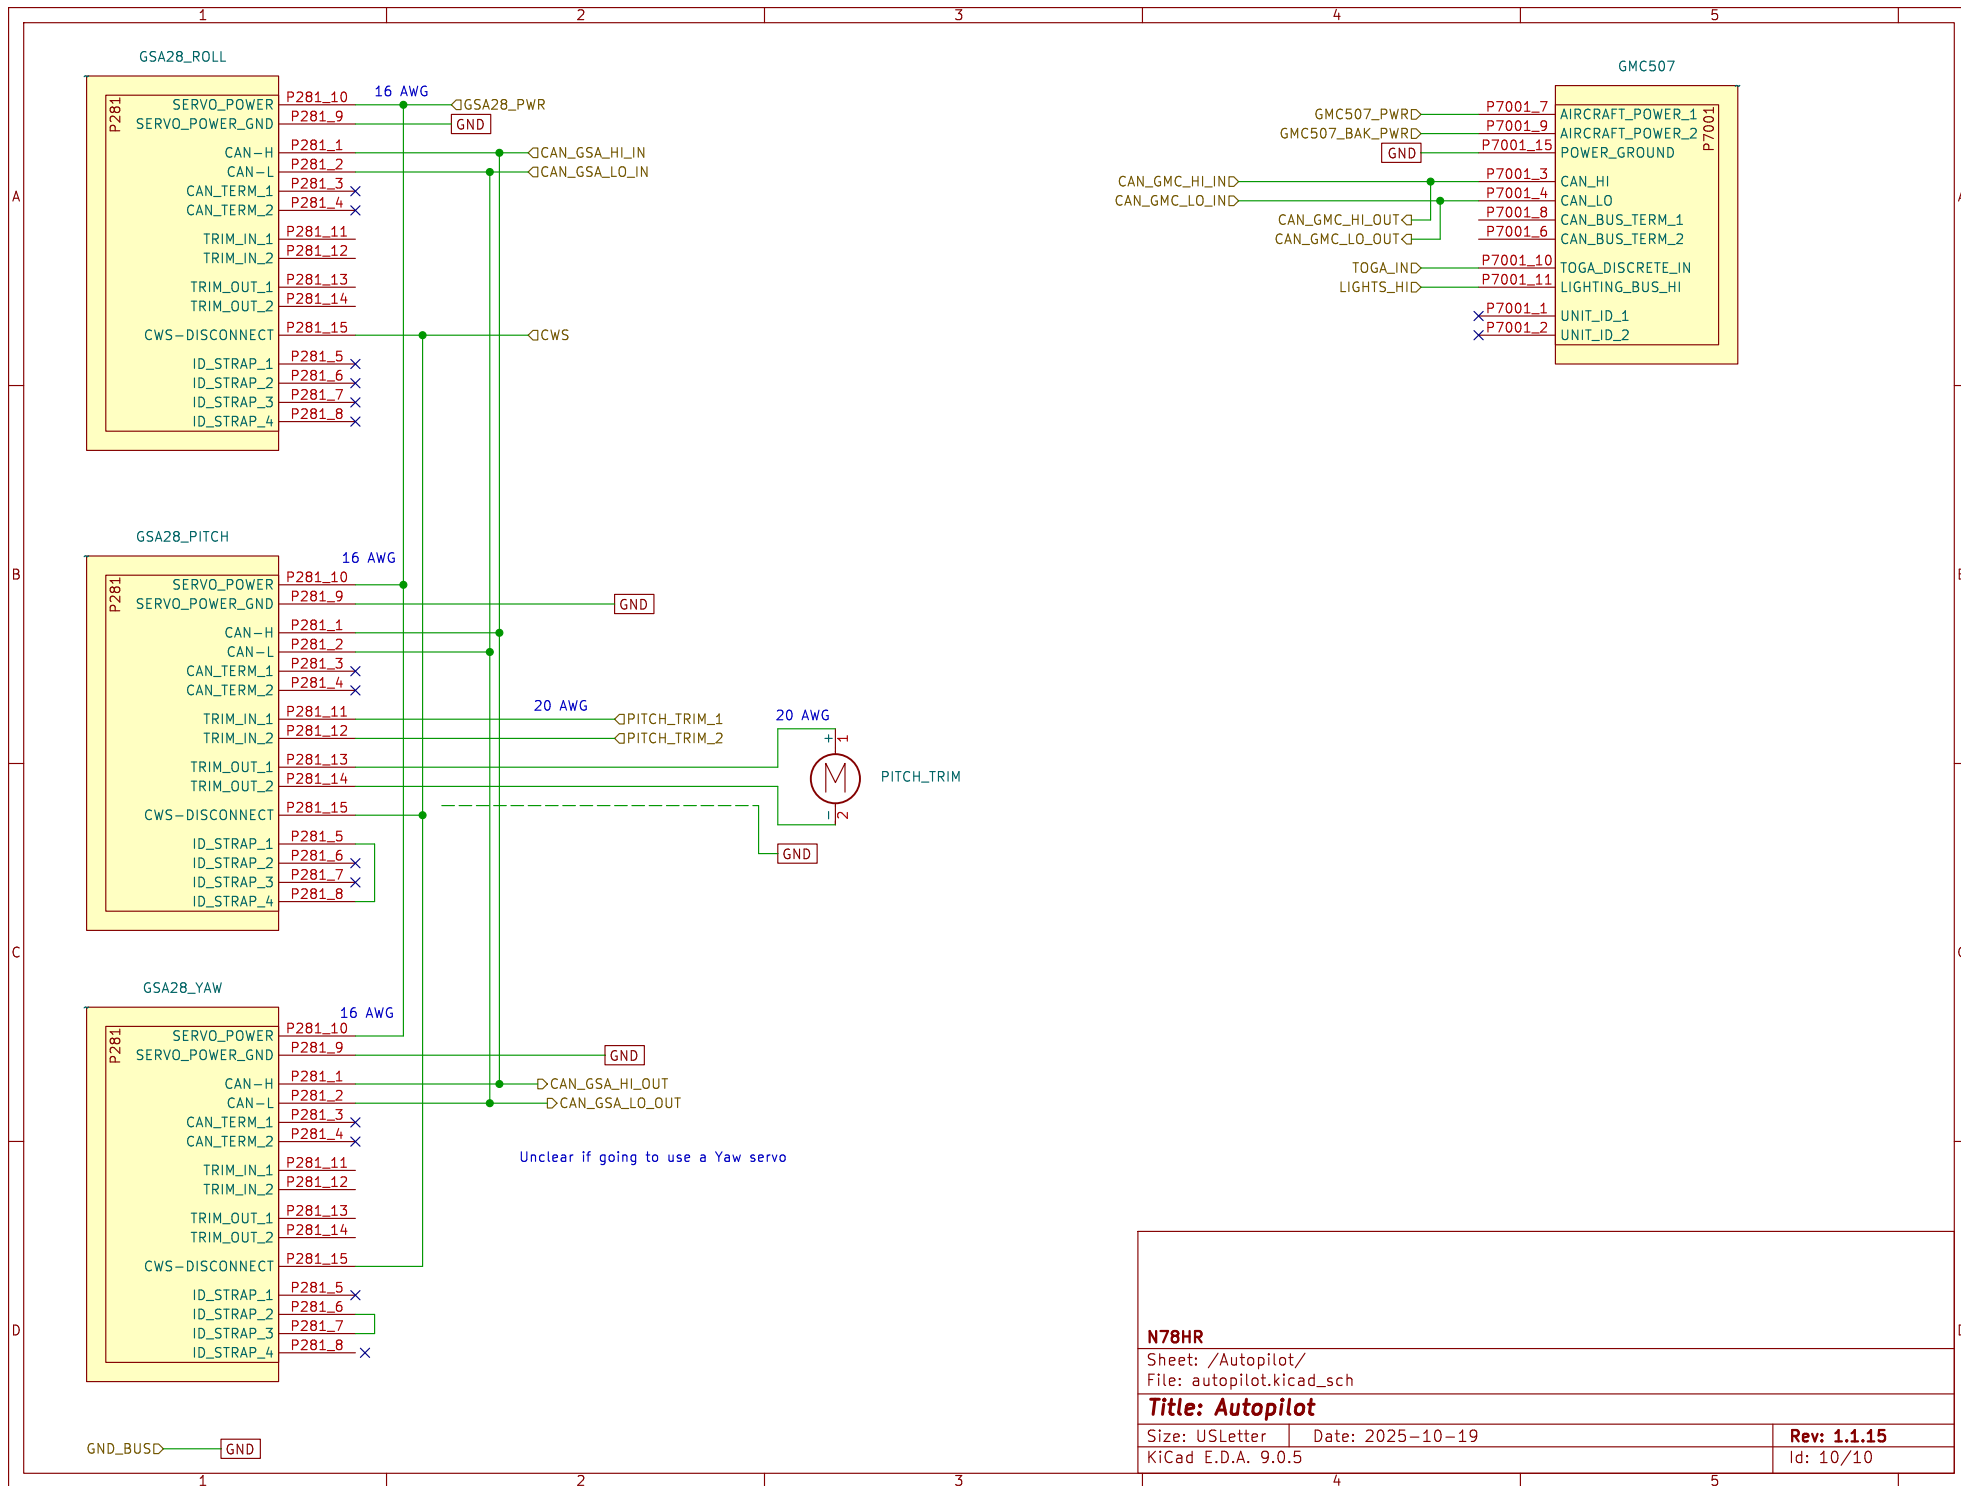 1 2 3 4 5
GSA28_ROLL
P281
16 AWG
SERVO_POWER P281_10 GSA28_PWR
SERVO_POWER_GND P281_9 GND
CAN-H P281_1 CAN_GSA_HI_IN
CAN-L P281_2 CAN_GSA_LO_IN
CAN_TERM_1 P281_3
CAN_TERM_2 P281_4
TRIM_IN_1 P281_11
TRIM_IN_2 P281_12
TRIM_OUT_1 P281_13
TRIM_OUT_2 P281_14
CWS-DISCONNECT P281_15 CWS
ID_STRAP_1 P281_5
ID_STRAP_2 P281_6
ID_STRAP_3 P281_7
ID_STRAP_4 P281_8
GMC507
P7001
GMC507_PWR P7001_7 AIRCRAFT_POWER_1
GMC507_BAK_PWR P7001_9 AIRCRAFT_POWER_2
GND P7001_15 POWER_GROUND
CAN_GMC_HI_IN P7001_3 CAN_HI
CAN_GMC_LO_IN P7001_4 CAN_LO
CAN_GMC_HI_OUT P7001_8 CAN_BUS_TERM_1
CAN_GMC_LO_OUT P7001_6 CAN_BUS_TERM_2
TOGA_IN P7001_10 TOGA_DISCRETE_IN
LIGHTS_HI P7001_11 LIGHTING_BUS_HI
P7001_1 UNIT_ID_1
P7001_2 UNIT_ID_2
A
GSA28_PITCH
P281
16 AWG
SERVO_POWER P281_10
SERVO_POWER_GND P281_9 GND
CAN-H P281_1
CAN-L P281_2
CAN_TERM_1 P281_3
CAN_TERM_2 P281_4
20 AWG
TRIM_IN_1 P281_11 PITCH_TRIM_1
TRIM_IN_2 P281_12 PITCH_TRIM_2
TRIM_OUT_1 P281_13
TRIM_OUT_2 P281_14
CWS-DISCONNECT P281_15
ID_STRAP_1 P281_5
ID_STRAP_2 P281_6
ID_STRAP_3 P281_7
ID_STRAP_4 P281_8
20 AWG
+ 1
M PITCH_TRIM
- 2
GND
B
C
GSA28_YAW
P281
16 AWG
SERVO_POWER P281_10
SERVO_POWER_GND P281_9 GND
CAN-H P281_1 CAN_GSA_HI_OUT
CAN-L P281_2 CAN_GSA_LO_OUT
CAN_TERM_1 P281_3
CAN_TERM_2 P281_4
Unclear if going to use a Yaw servo
TRIM_IN_1 P281_11
TRIM_IN_2 P281_12
TRIM_OUT_1 P281_13
TRIM_OUT_2 P281_14
CWS-DISCONNECT P281_15
ID_STRAP_1 P281_5
ID_STRAP_2 P281_6
ID_STRAP_3 P281_7
ID_STRAP_4 P281_8
D
GND_BUS GND
N78HR
Sheet: /Autopilot/
File: autopilot.kicad_sch
Title: Autopilot
Size: USLetter Date: 2025-10-19 Rev: 1.1.15
KiCad E.D.A. 9.0.5 Id: 10/10
1 2 3 4 5